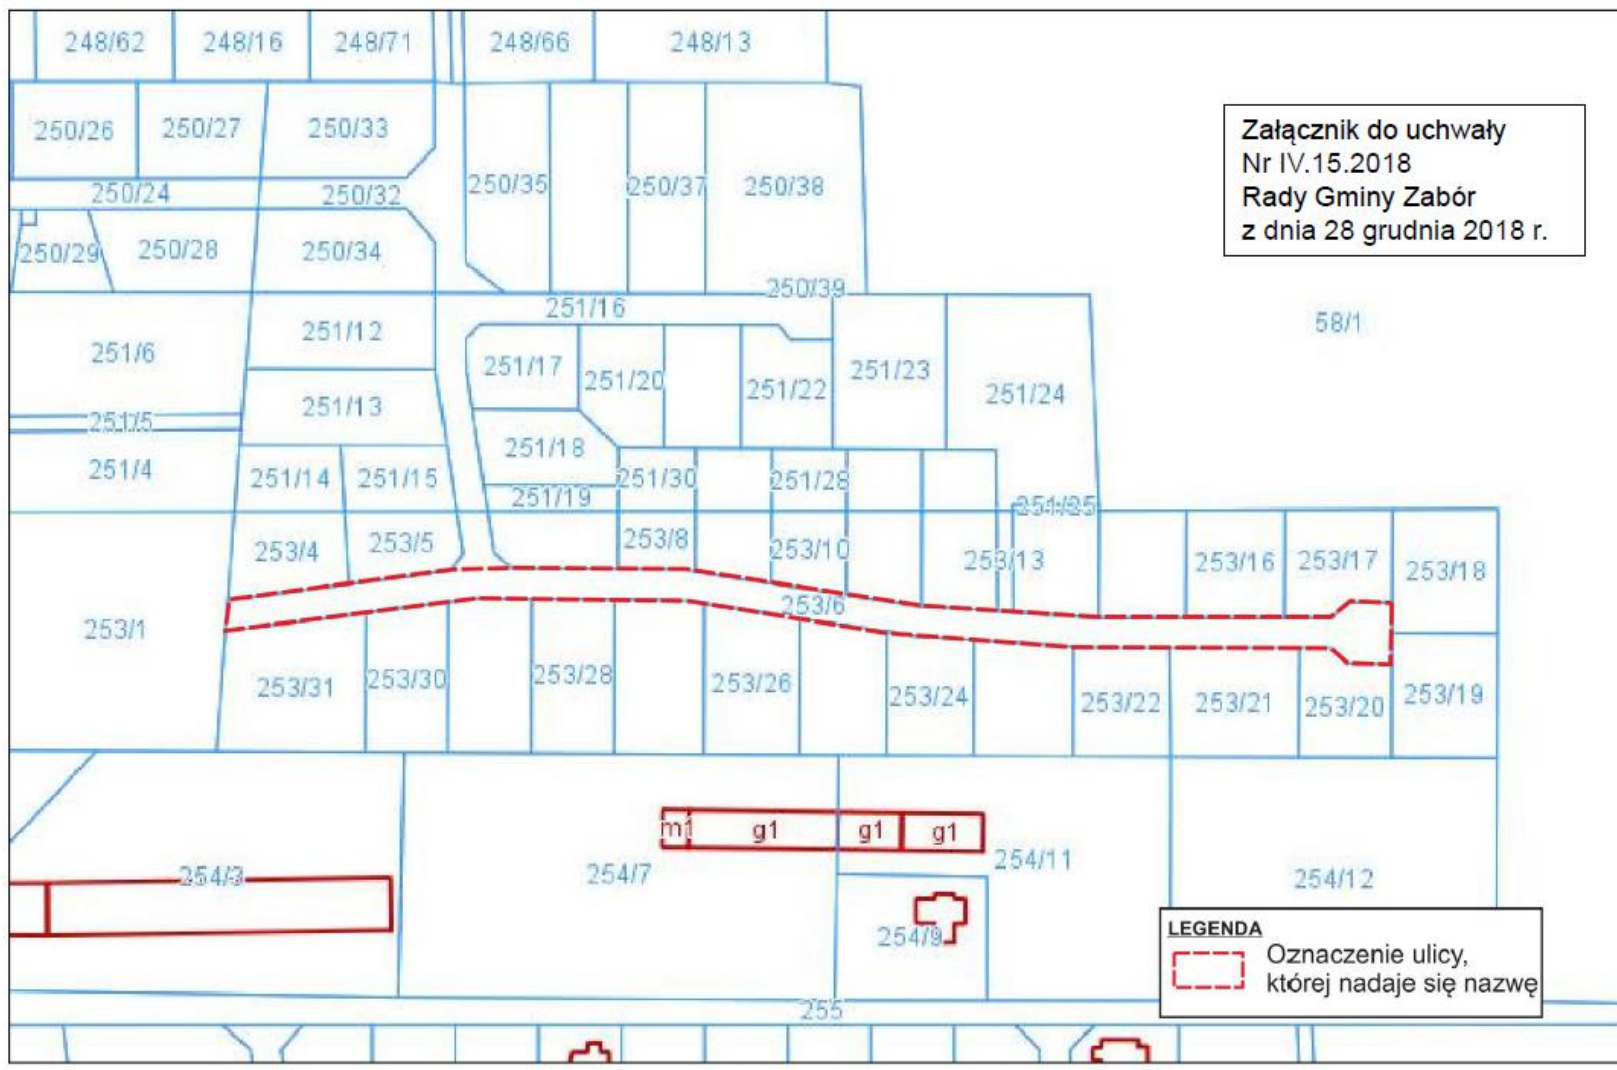 248/62 248/16 248/71 248/66 248/13
250/26 250/27 250/33
Załącznik do uchwały
Nr IV.15.2018
Rady Gminy Zabór
z dnia 28 grudnia 2018 r.
250/24 250/32 250/35 250/37 250/38
250/29 250/28 250/34
250/39
251/16
251/12 58/1
251/6
251/17 251/20 251/22 251/23 251/24
251/13
251/5
251/4 251/14 251/15 251/18 251/30 251/28
251/19 251/25
253/4 253/5 253/8 253/10 253/13 253/16 253/17 253/18
253/6
253/1
253/31 253/30 253/28 253/26 253/24 253/22 253/21 253/20 253/19
m1 g1 g1 g1
254/3 254/7 254/11 254/12
254/9
LEGENDA
Oznaczenie ulicy,
której nadaje się nazwę
255